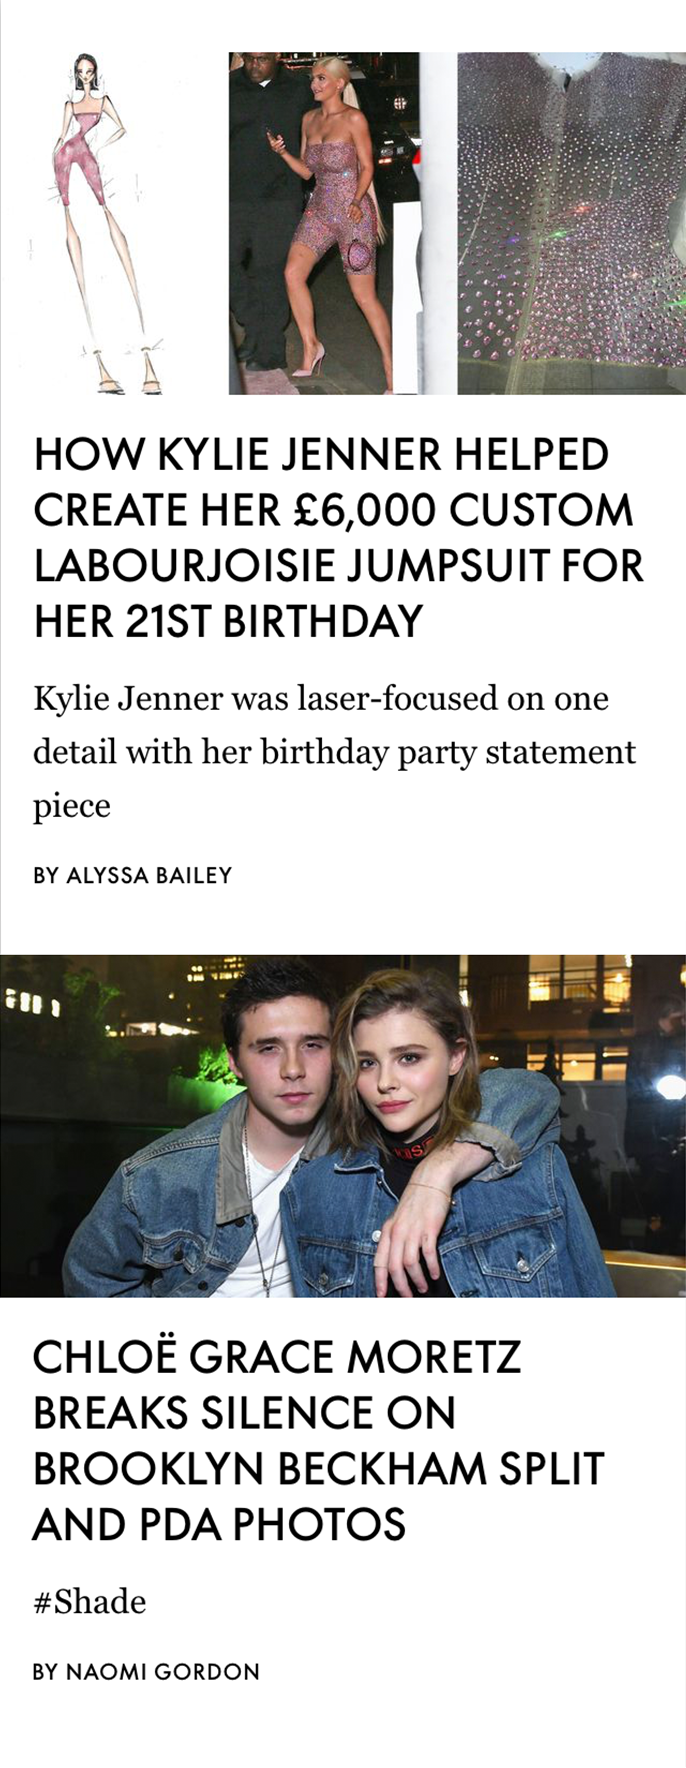 HOW KYLIE JENNER HELPED
CREATE HER £6,000 CUSTOM
LABOURJOISIE JUMPSUIT FOR
HER 21ST BIRTHDAY
Kylie Jenner was laser-focused on one
detail with her birthday party statement
piece
BY ALYSSA BAILEY
CHLOË GRACE MORETZ
BREAKS SILENCE ON
BROOKLYN BECKHAM SPLIT
AND PDA PHOTOS
#Shade
BY NAOMI GORDON